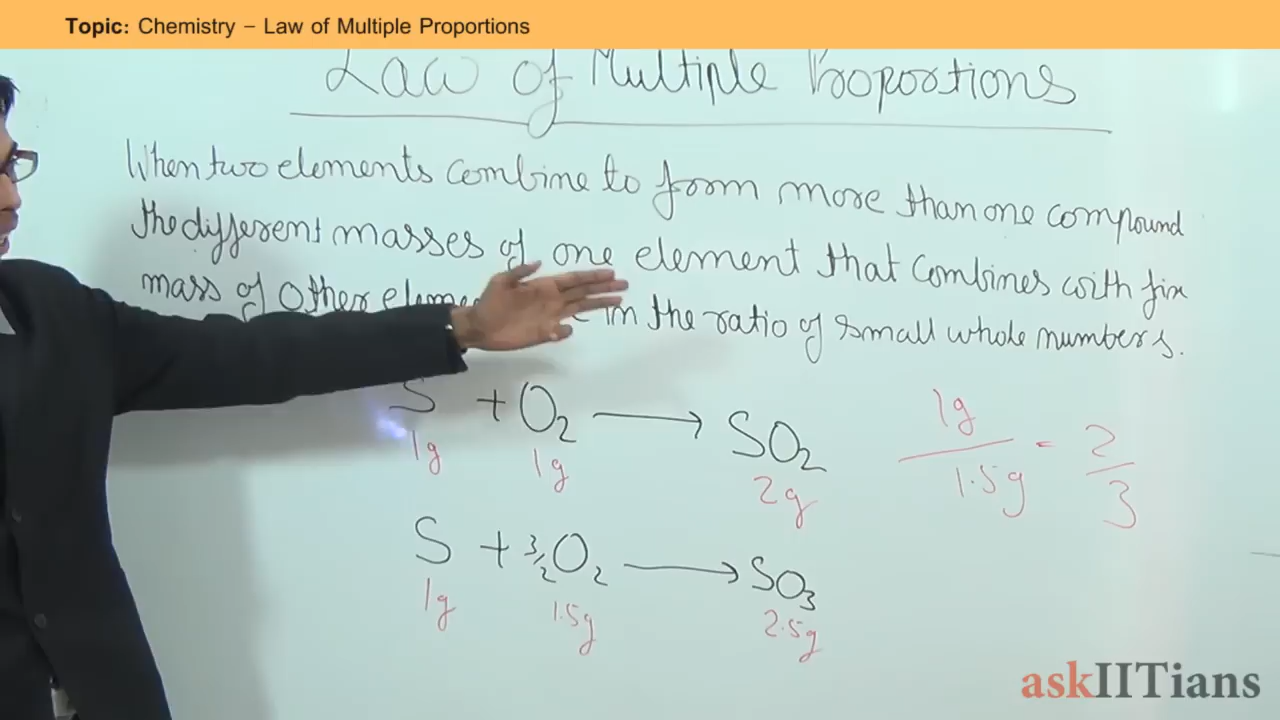 Topic: Chemistry – Law of Multiple Proportions
Law of Multiple Proportions
When two elements combine to form more than one compound
the different masses of one element that combines with fix
mass of other in the ratio of small whole numbers.
S + O₂ → SO₂
1g 1g 2g
1g/1.5g = 2/3
S + 3/2 O₂ → SO₃
1g 1.5g 2.5g
askIITians